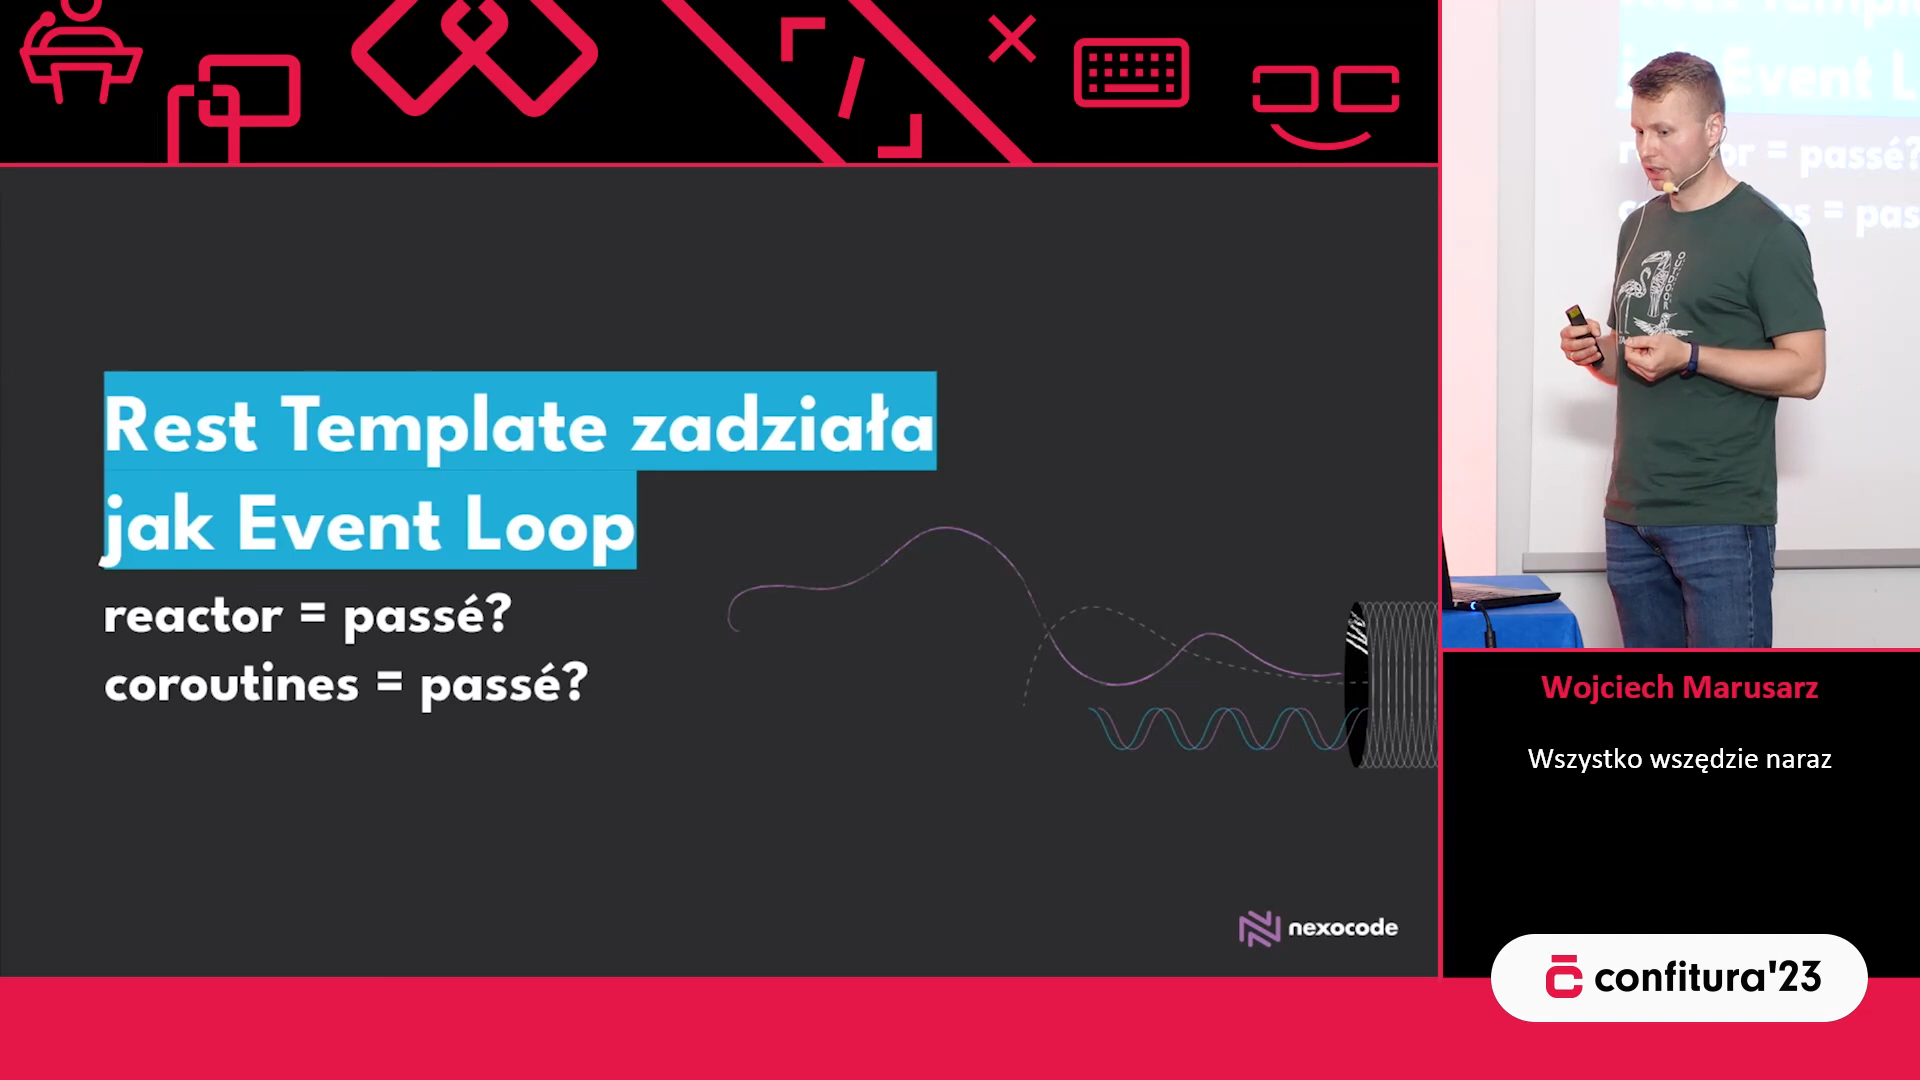 Rest Template zadziała
jak Event Loop
reactor = passé?
coroutines = passé?
nexocode
Wojciech Marusarz
Wszystko wszędzie naraz
confitura'23